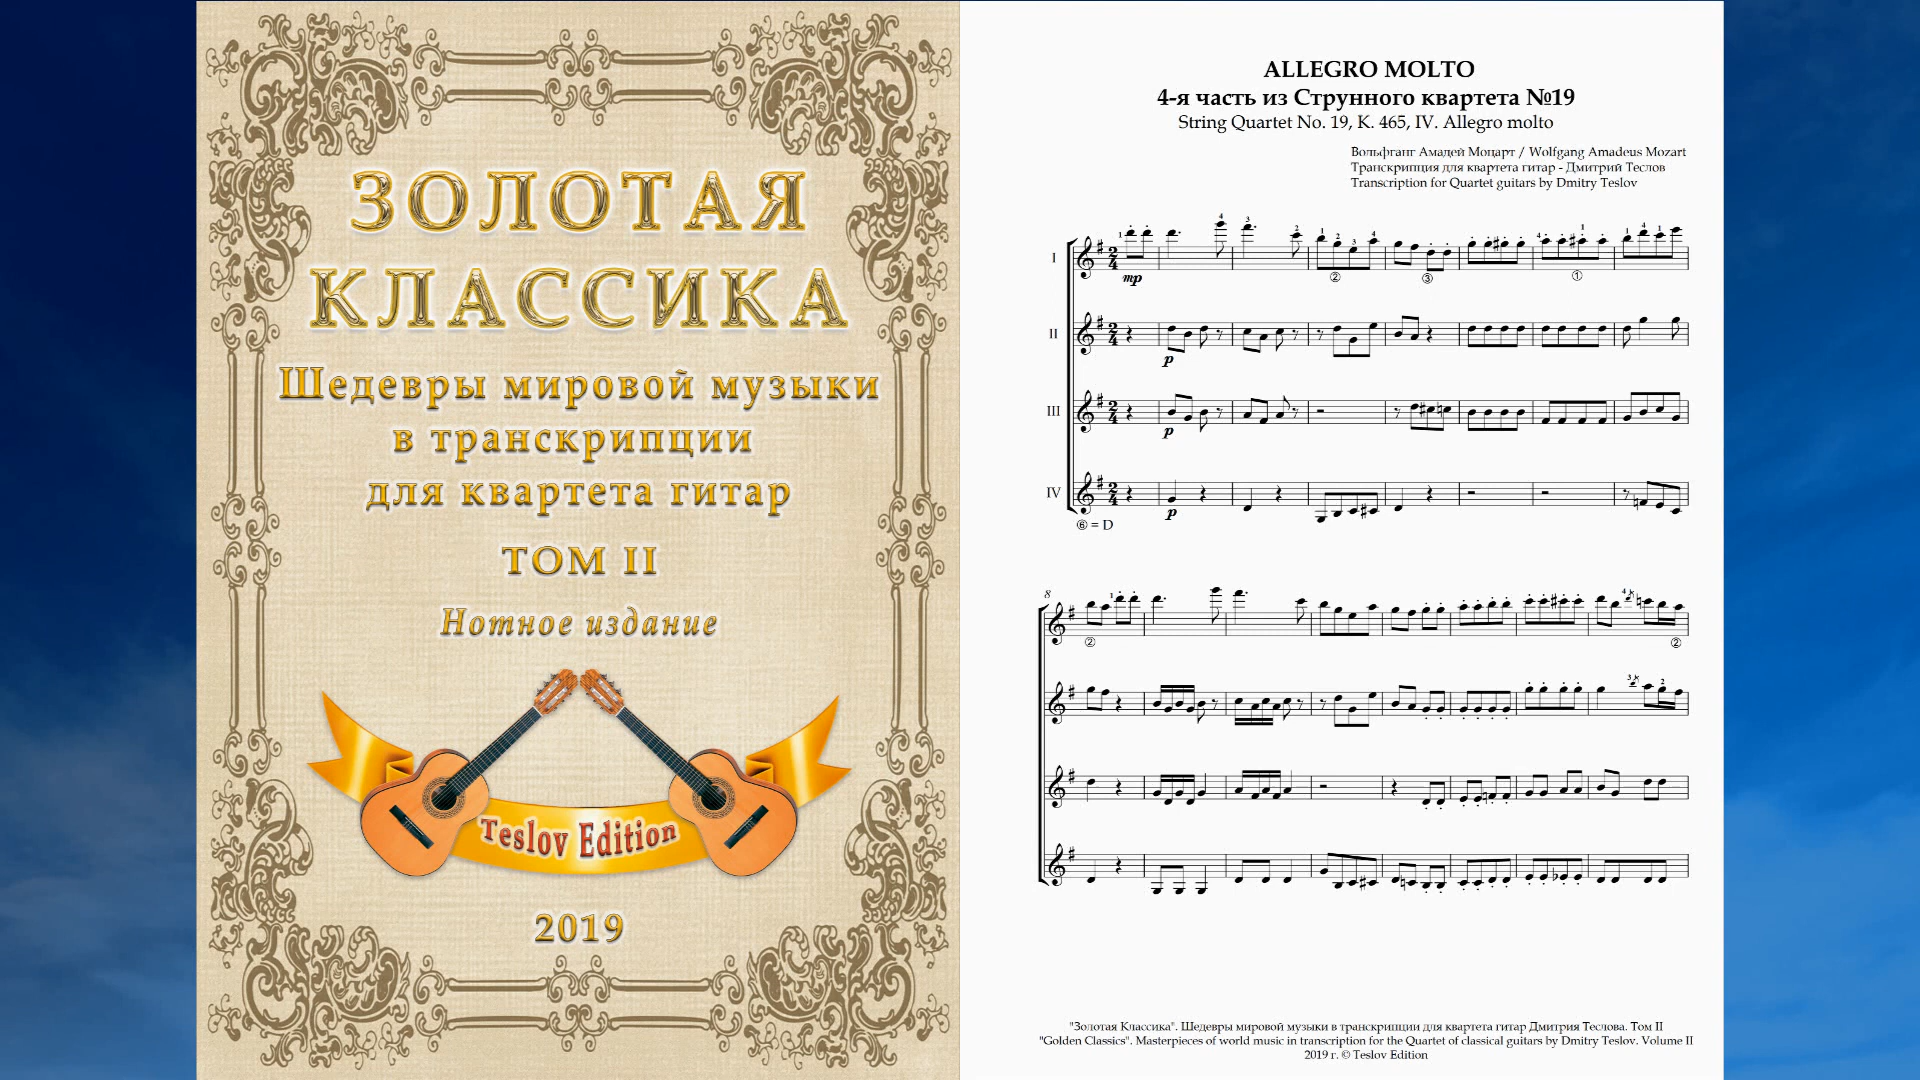 ЗОЛОТАЯ
КЛАССИКА
Шедевры мировой музыки
в транскрипции
для квартета гитар
ТОМ II
Нотное издание
Teslov Edition
2019
ALLEGRO MOLTO
4-я часть из Струнного квартета №19
String Quartet No. 19, K. 465, IV. Allegro molto
Вольфганг Амадей Моцарт / Wolfgang Amadeus Mozart
Транскрипция для квартета гитар - Дмитрий Теслов
Transcription for Quartet guitars by Dmitry Teslov
I
mp
II
p
III
p
IV
p
⑥ = D
8
"Золотая Классика". Шедевры мировой музыки в транскрипции для квартета гитар Дмитрия Теслова. Том II
"Golden Classics". Masterpieces of world music in transcription for the Quartet of classical guitars by Dmitry Teslov. Volume II
2019 г. © Teslov Edition